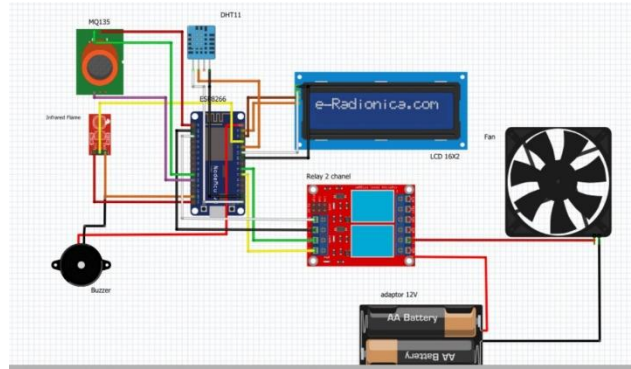 DHT11
MQ135
ESP8266
e-Radionica.com
Infrared Flame
Fan
LCD 16X2
NodeMCU
Relay 2 chanel
Buzzer
adaptor 12V
AA Battery
AA Battery